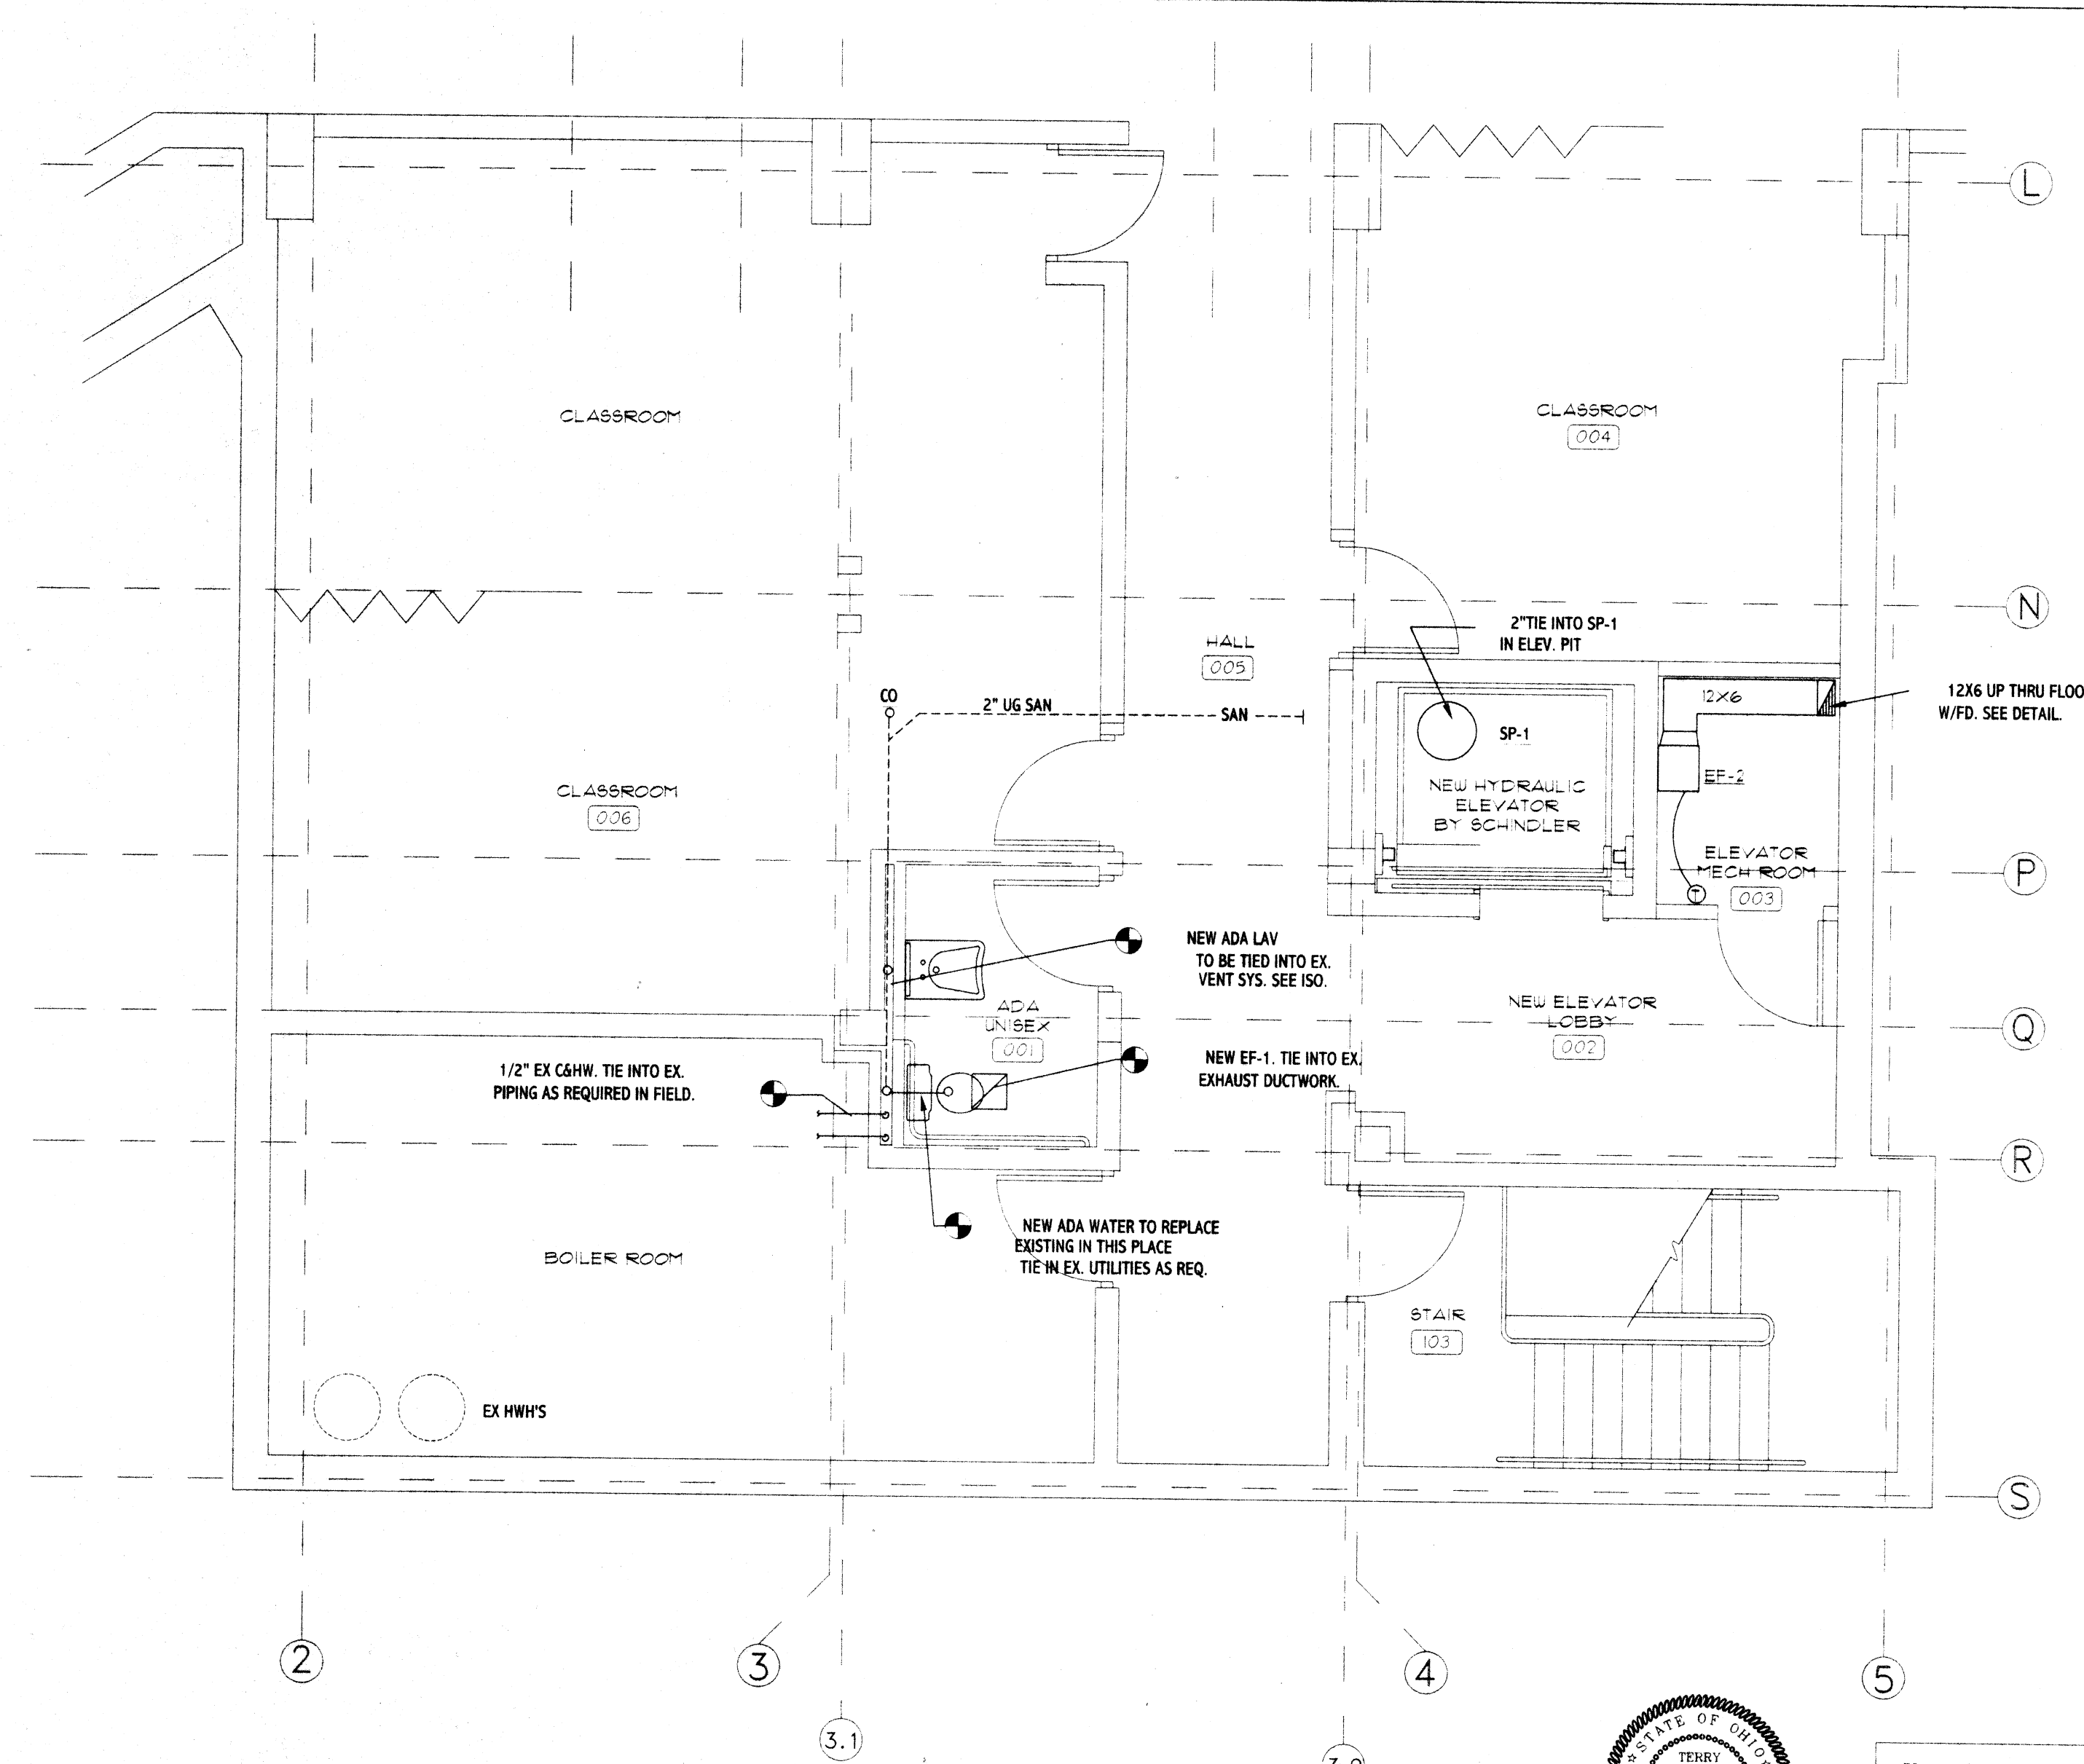 L
CLASSROOM
CLASSROOM
004
N
2"TIE INTO SP-1
IN ELEV. PIT
HALL
005
CO
2" UG SAN
SAN
12X6
12X6 UP THRU FLOO
W/FD. SEE DETAIL.
SP-1
EF-2
NEW HYDRAULIC
ELEVATOR
BY SCHINDLER
CLASSROOM
006
ELEVATOR
MECH ROOM
003
T
P
NEW ADA LAV
TO BE TIED INTO EX.
VENT SYS. SEE ISO.
ADA
UNISEX
001
NEW ELEVATOR
LOBBY
002
Q
1/2" EX C&HW. TIE INTO EX.
PIPING AS REQUIRED IN FIELD.
NEW EF-1. TIE INTO EX.
EXHAUST DUCTWORK.
R
NEW ADA WATER TO REPLACE
EXISTING IN THIS PLACE
TIE IN EX. UTILITIES AS REQ.
BOILER ROOM
STAIR
103
EX HWH'S
S
2
3
4
5
3.1
STATE OF OHIO
TERRY